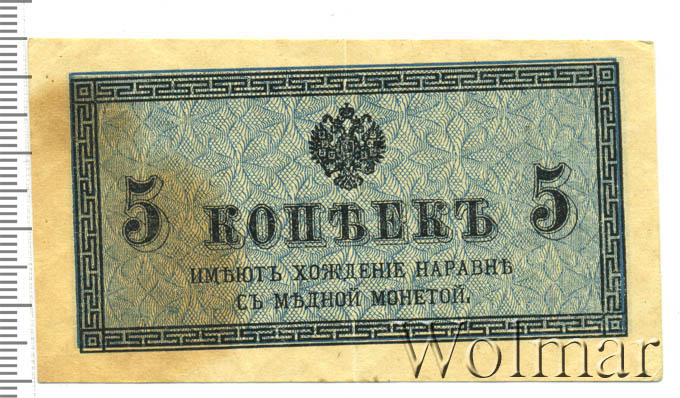 5 КОПѢЕКЪ 5
ИМѢЮТЪ ХОЖДЕНІЕ НАРАВНѢ
СЪ МѢДНОЙ МОНЕТОЙ.
Wolmar